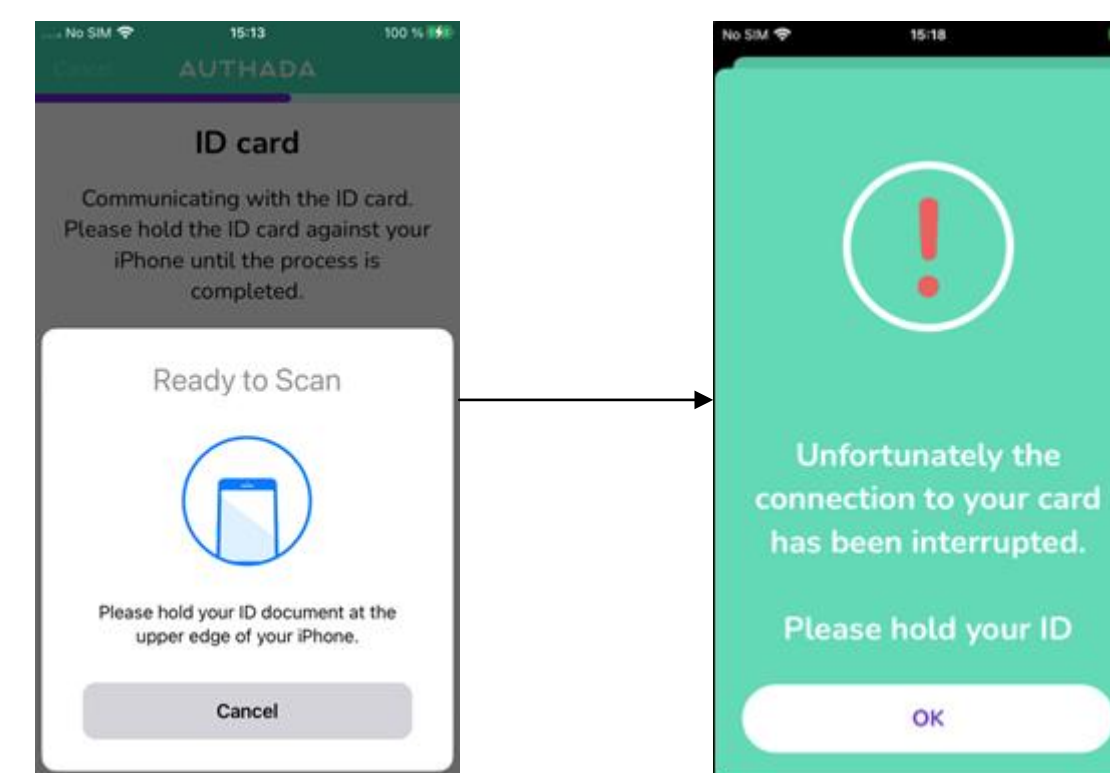 No SIM 15:13 100 %
Cancel AUTHADA
ID card
Communicating with the ID card.
Please hold the ID card against your
iPhone until the process is
completed.
Ready to Scan
Please hold your ID document at the
upper edge of your iPhone.
Cancel
No SIM 15:18
Unfortunately the
connection to your card
has been interrupted.
Please hold your ID
OK